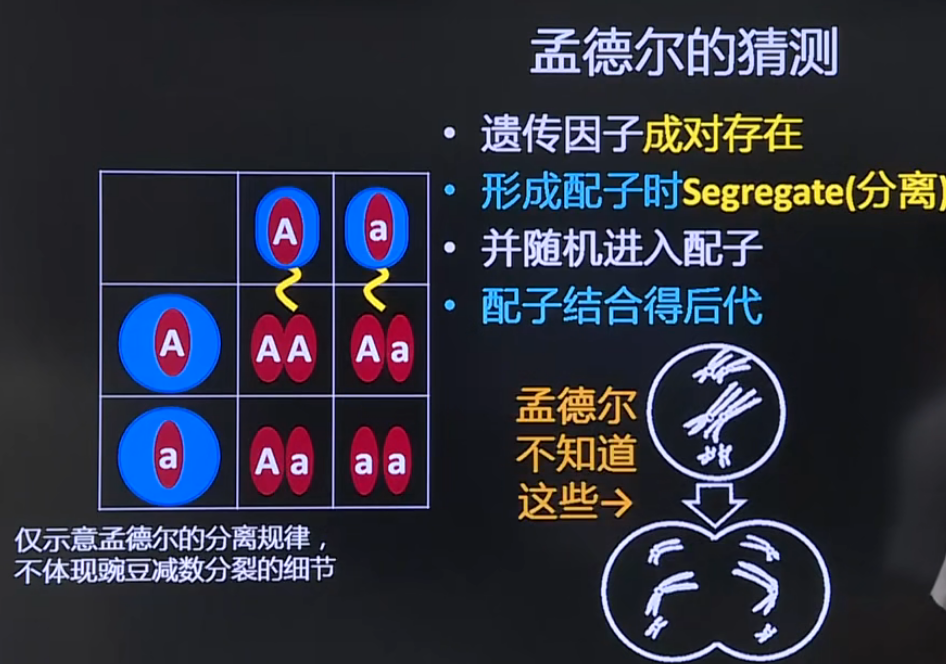 孟德尔的猜测
• 遗传因子成对存在
• 形成配子时Segregate(分离)
• 并随机进入配子
• 配子结合得后代
A a
A AA Aa
a Aa aa
孟德尔
不知道
这些→
仅示意孟德尔的分离规律，
不体现豌豆减数分裂的细节